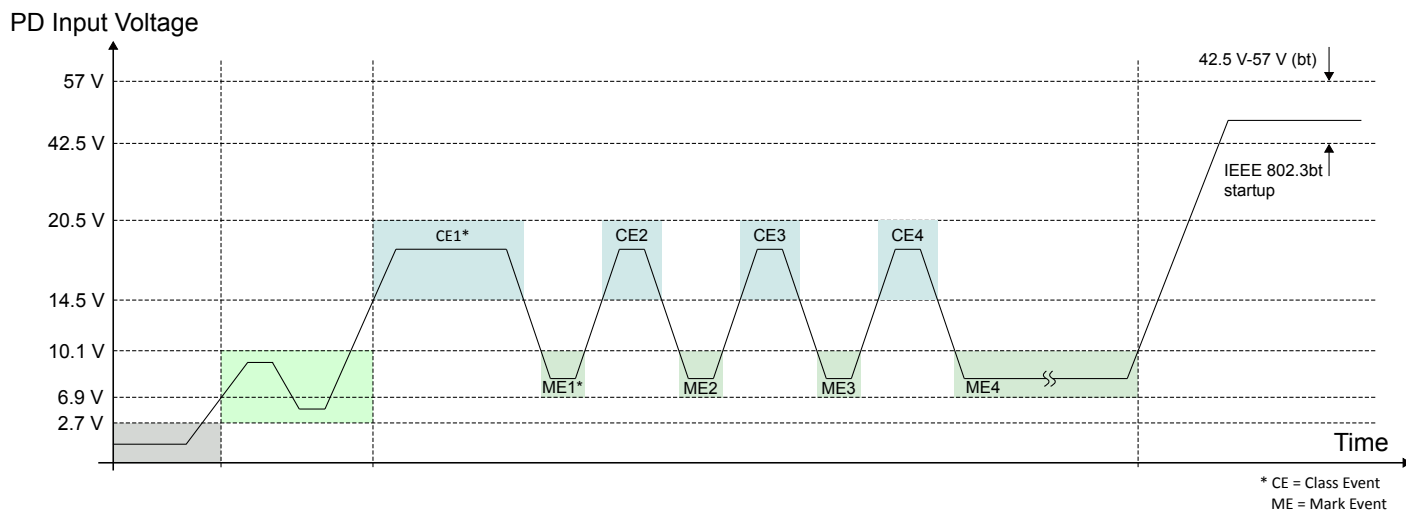 PD Input Voltage
57 V
42.5 V-57 V (bt)
42.5 V
IEEE 802.3bt
startup
20.5 V
CE1*
CE2
CE3
CE4
14.5 V
10.1 V
ME1*
ME2
ME3
ME4
6.9 V
2.7 V
Time
* CE = Class Event
ME = Mark Event